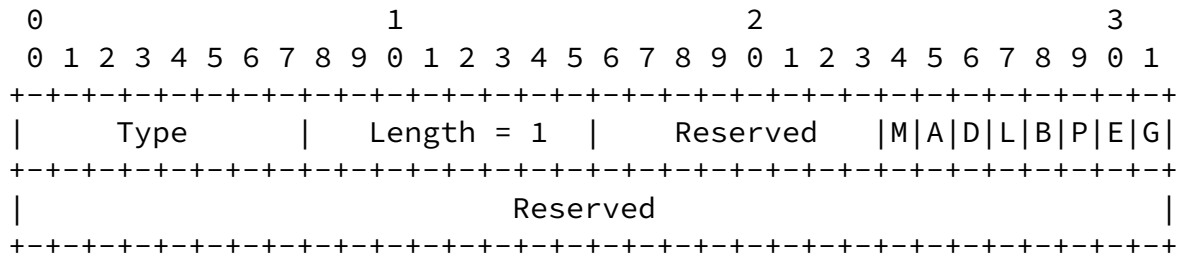 0                   1                   2                   3
 0 1 2 3 4 5 6 7 8 9 0 1 2 3 4 5 6 7 8 9 0 1 2 3 4 5 6 7 8 9 0 1
+-+-+-+-+-+-+-+-+-+-+-+-+-+-+-+-+-+-+-+-+-+-+-+-+-+-+-+-+-+-+-+-+
|     Type      |   Length = 1  |    Reserved   |M|A|D|L|B|P|E|G|
+-+-+-+-+-+-+-+-+-+-+-+-+-+-+-+-+-+-+-+-+-+-+-+-+-+-+-+-+-+-+-+-+
|                           Reserved                            |
+-+-+-+-+-+-+-+-+-+-+-+-+-+-+-+-+-+-+-+-+-+-+-+-+-+-+-+-+-+-+-+-+